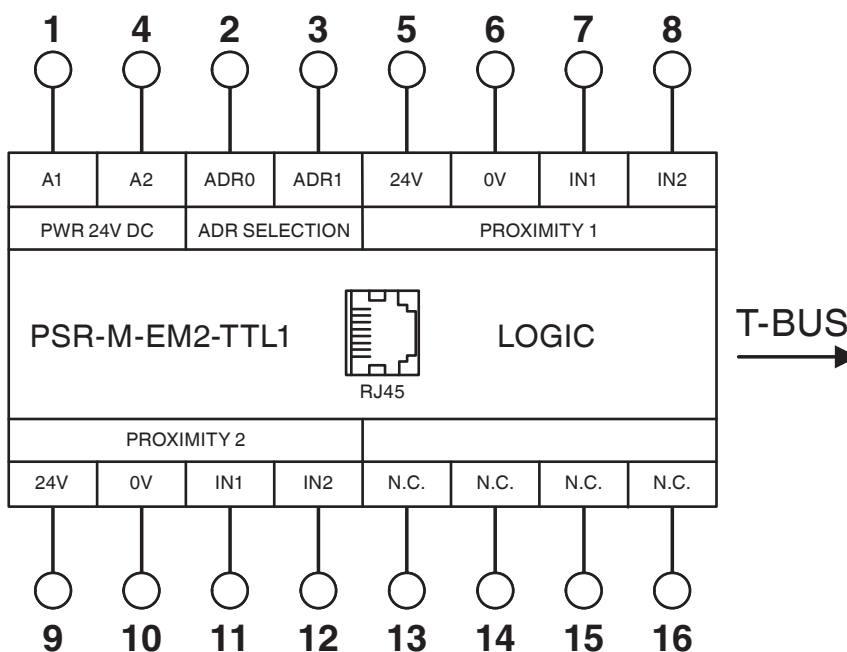 1 4 2 3 5 6 7 8
A1 A2 ADR0 ADR1 24V 0V IN1 IN2
PWR 24V DC ADR SELECTION PROXIMITY 1
PSR-M-EM2-TTL1 LOGIC T-BUS
RJ45
PROXIMITY 2
24V 0V IN1 IN2 N.C. N.C. N.C. N.C.
9 10 11 12 13 14 15 16